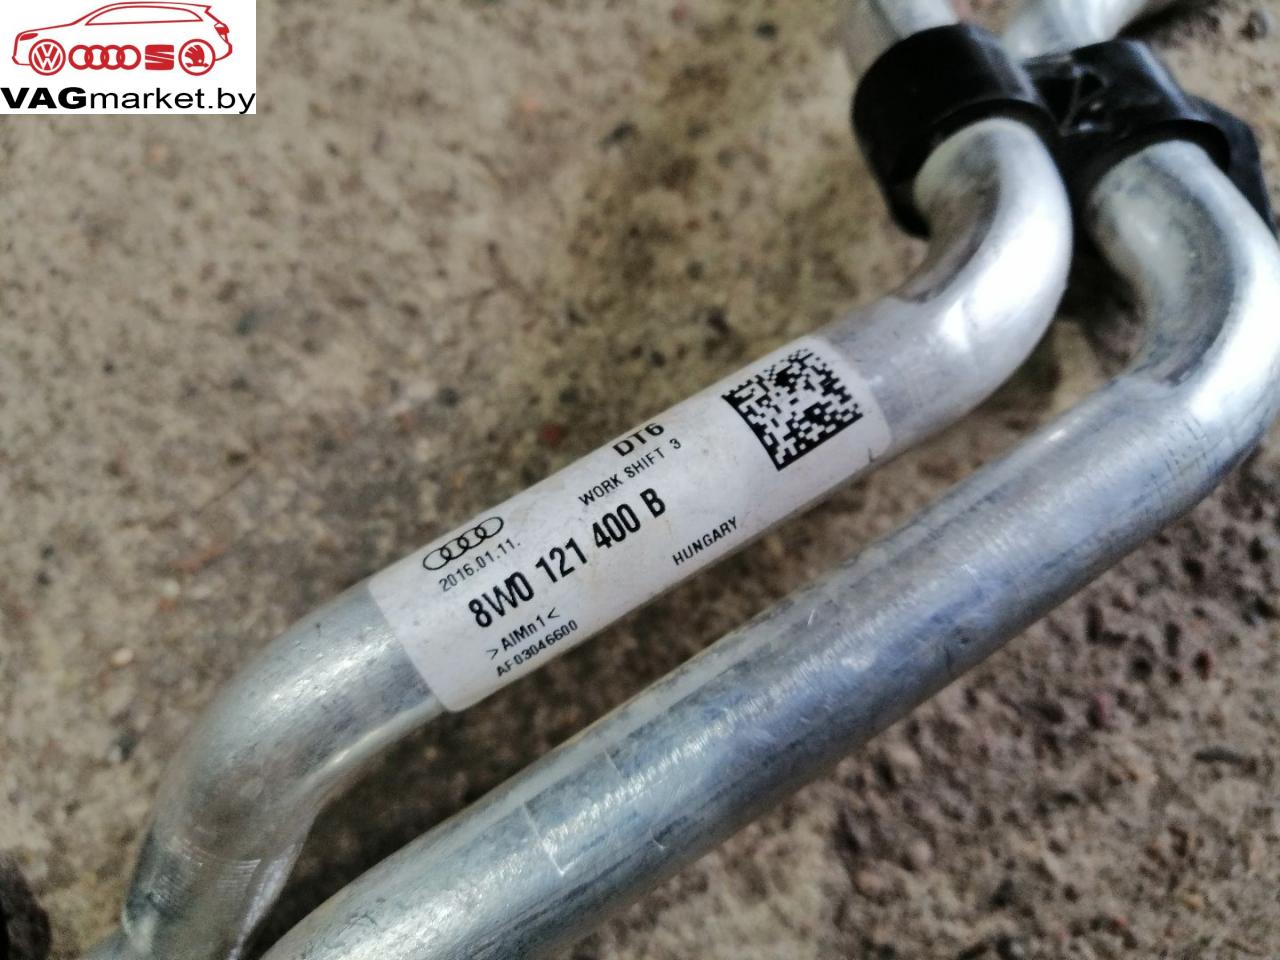 VAGmarket.by
DT6
WORK SHIFT 3
2016.01.11.
8W0 121 400 B
HUNGARY
>AlMn1<
AF03046600